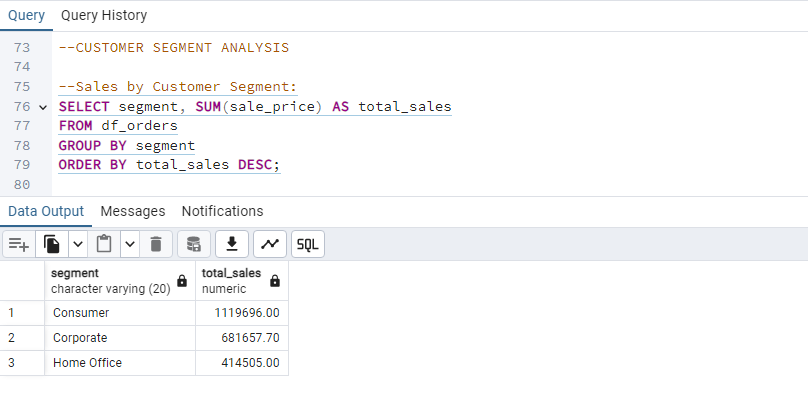 Query Query History
73 --CUSTOMER SEGMENT ANALYSIS
74
75 --Sales by Customer Segment:
76 SELECT segment, SUM(sale_price) AS total_sales
77 FROM df_orders
78 GROUP BY segment
79 ORDER BY total_sales DESC;
80
Data Output Messages Notifications
SQL
segment total_sales
character varying (20) numeric
1 Consumer 1119696.00
2 Corporate 681657.70
3 Home Office 414505.00